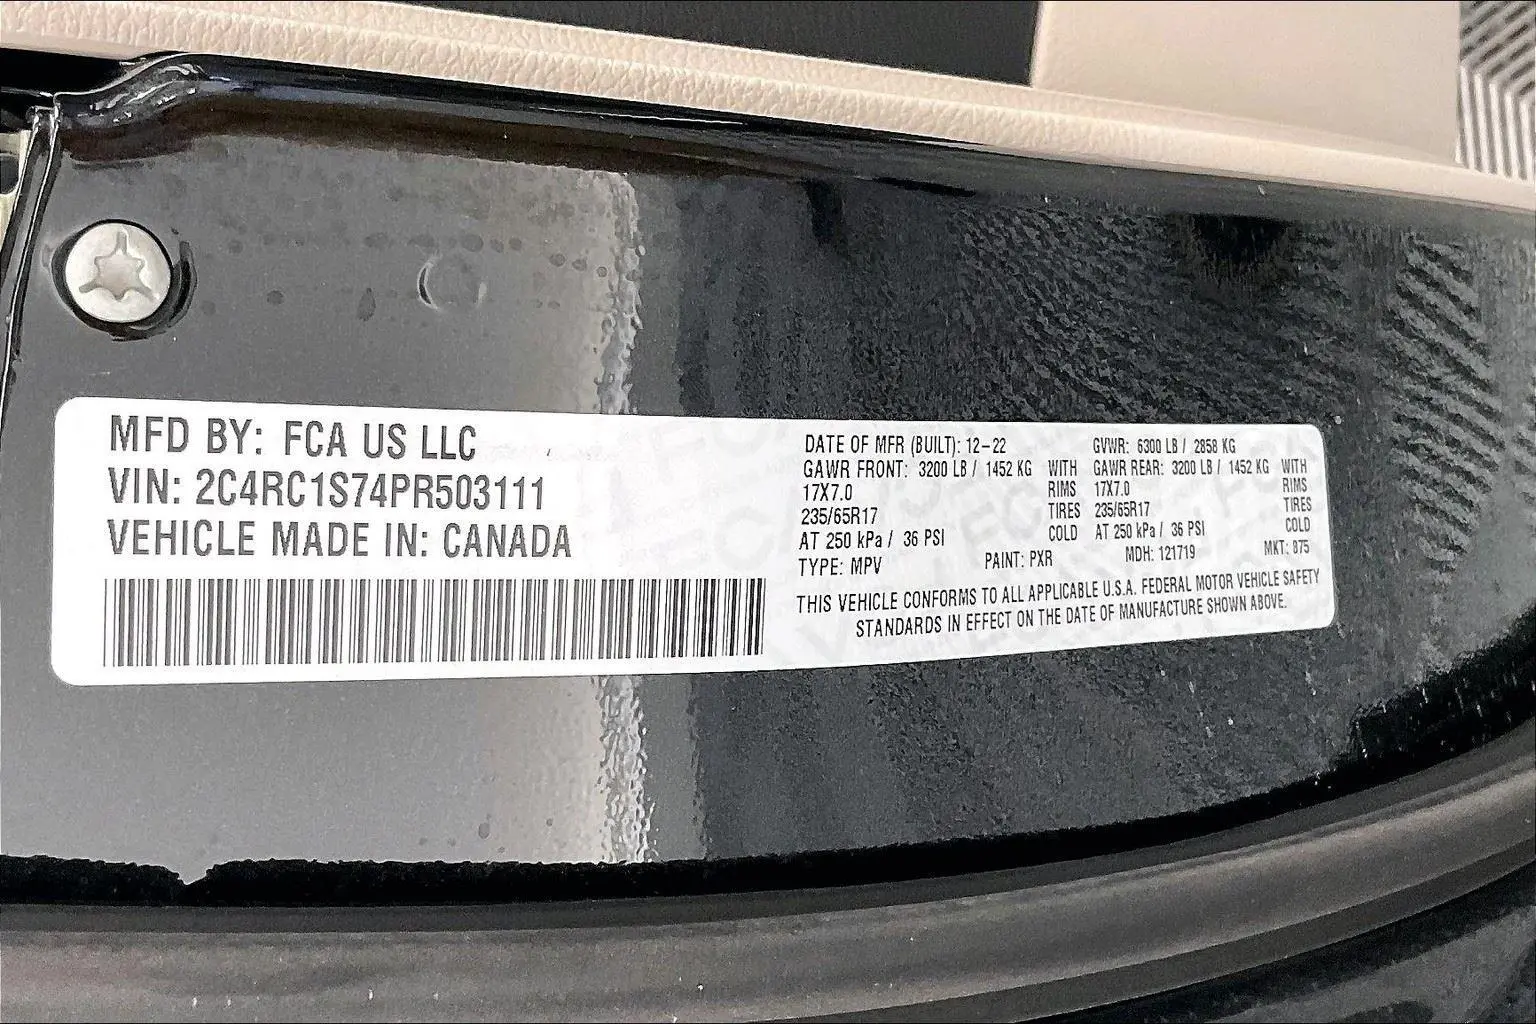 MFD BY: FCA US LLC
VIN: 2C4RC1S74PR503111
VEHICLE MADE IN: CANADA
DATE OF MFR (BUILT): 12-22 GVWR: 6300 LB / 2858 KG
GAWR FRONT: 3200 LB / 1452 KG WITH GAWR REAR: 3200 LB / 1452 KG WITH
17X7.0 RIMS 17X7.0 RIMS
235/65R17 TIRES 235/65R17 TIRES
AT 250 kPa / 36 PSI COLD AT 250 kPa / 36 PSI COLD
TYPE: MPV PAINT: PXR MDH: 121719 MKT: 875
THIS VEHICLE CONFORMS TO ALL APPLICABLE U.S.A. FEDERAL MOTOR VEHICLE SAFETY
STANDARDS IN EFFECT ON THE DATE OF MANUFACTURE SHOWN ABOVE.